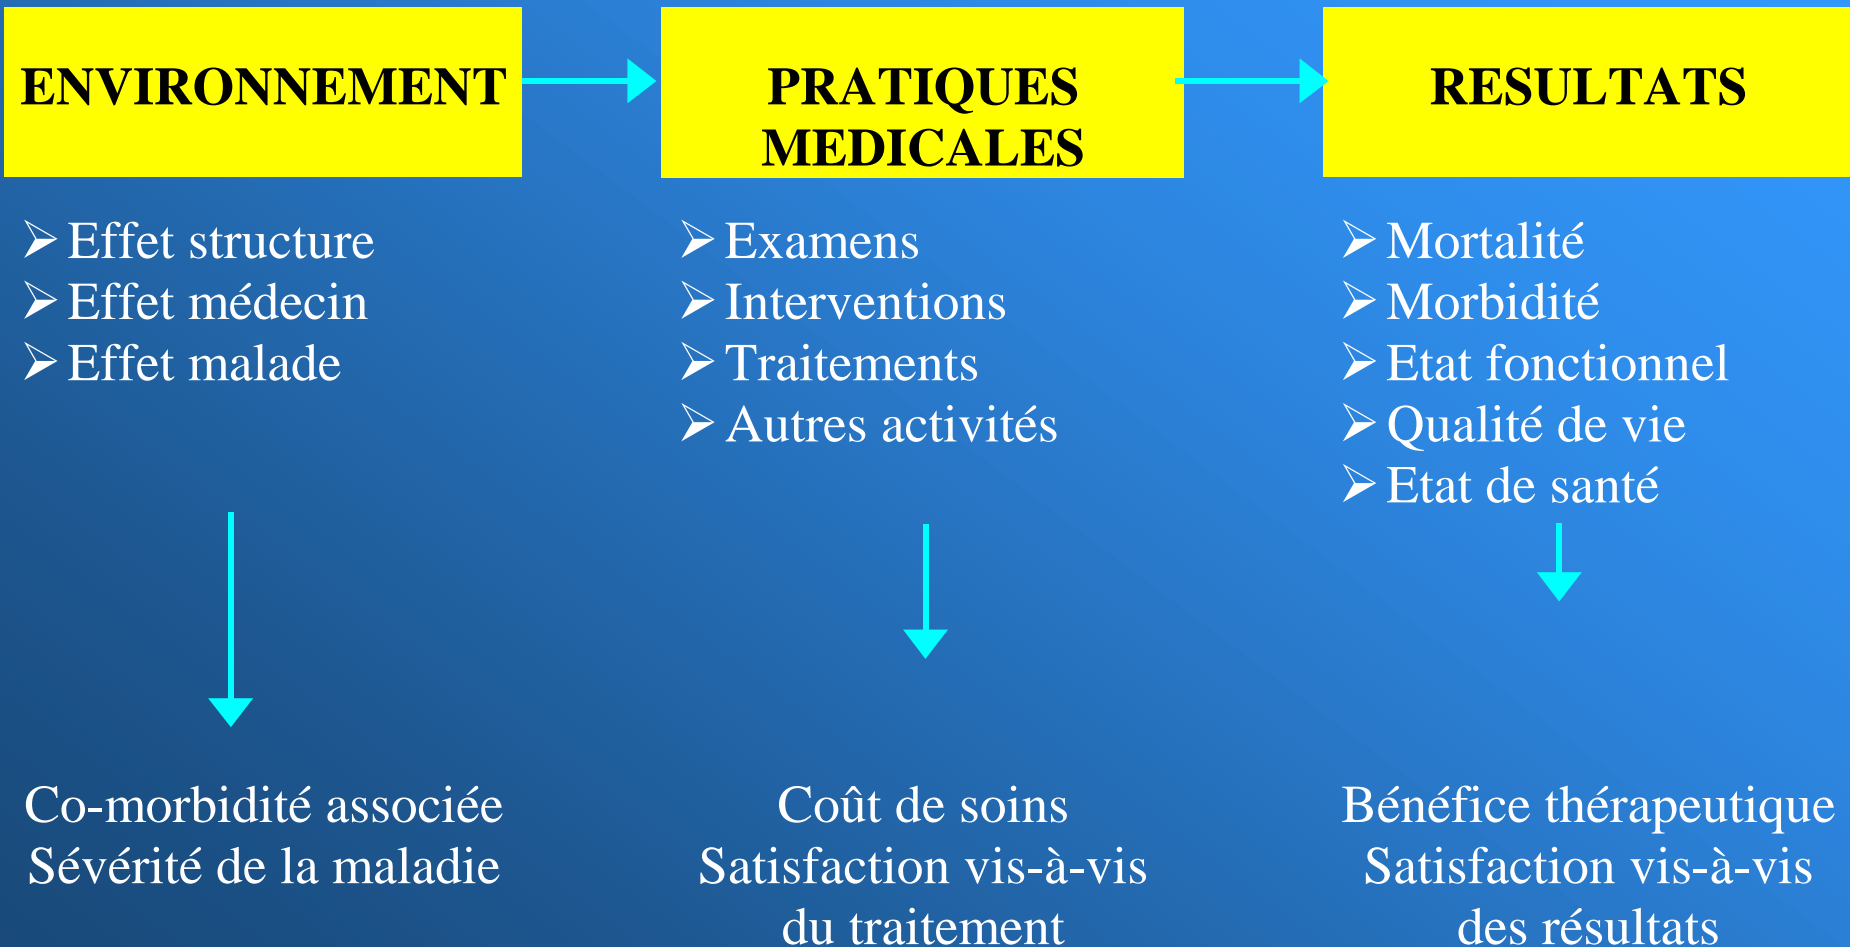 ENVIRONNEMENT
Effet structure
Effet médecin
Effet malade
Co-morbidité associée
Sévérité de la maladie
PRATIQUES
MEDICALES
Examens
Interventions
Traitements
Autres activités
Coût de soins
Satisfaction vis-à-vis
du traitement
RESULTATS
Mortalité
Morbidité
Etat fonctionnel
Qualité de vie
Etat de santé
Bénéfice thérapeutique
Satisfaction vis-à-vis
des résultats